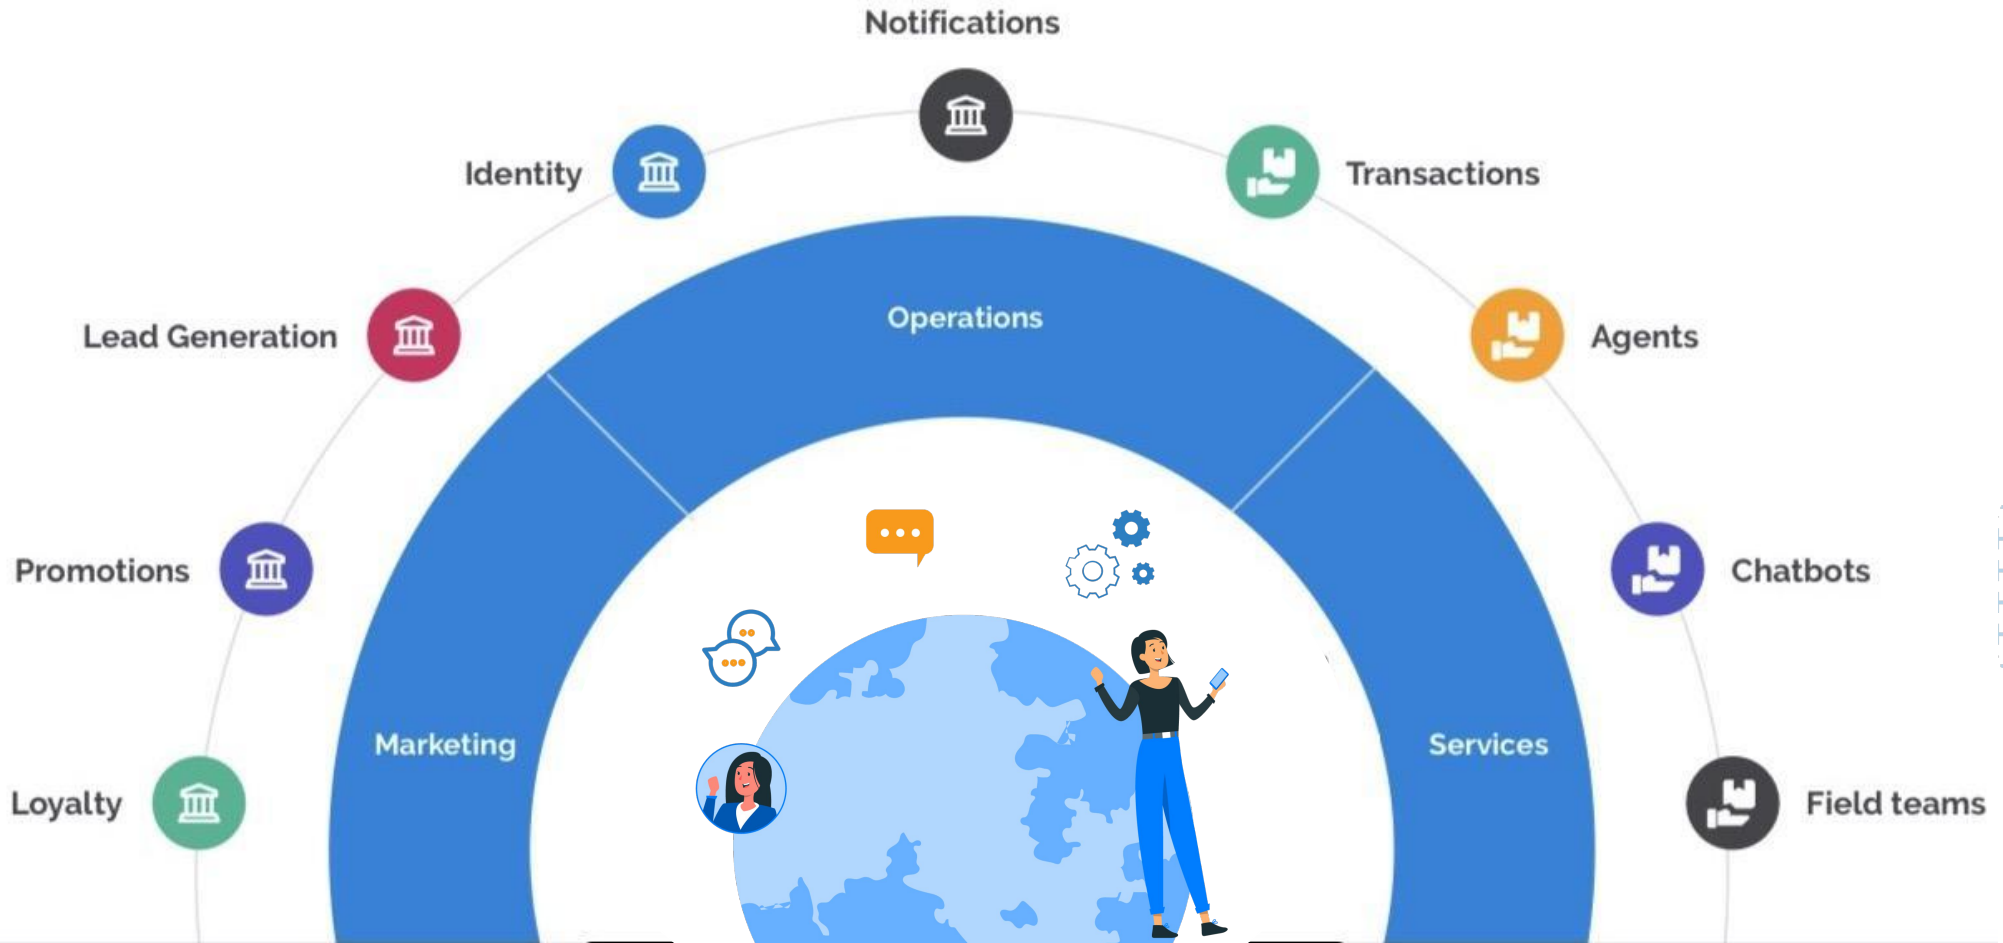 Notifications
Identity
Transactions
Operations
Lead Generation
Agents
Promotions
Chatbots
Marketing
Services
Loyalty
Field teams